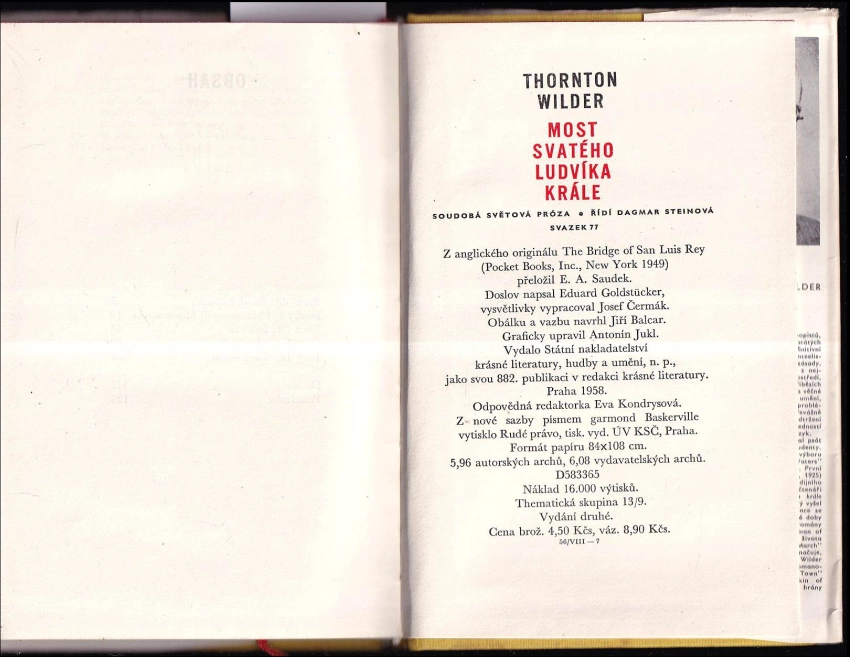 OBSAH
THORNTON
WILDER
MOST
SVATÉHO
LUDVÍKA
KRÁLE
SOUDOBÁ SVĚTOVÁ PRÓZA • ŘÍDÍ DAGMAR STEINOVÁ
SVAZEK 77
Z anglického originálu The Bridge of San Luis Rey
(Pocket Books, Inc., New York 1949)
přeložil E. A. Saudek.
Doslov napsal Eduard Goldstücker,
vysvětlivky vypracoval Josef Čermák.
Obálku a vazbu navrhl Jiří Balcar.
Graficky upravil Antonín Jukl.
Vydalo Státní nakladatelství
krásné literatury, hudby a umění, n. p.,
jako svou 882. publikaci v redakci krásné literatury.
Praha 1958.
Odpovědná redaktorka Eva Kondrysová.
Z nové sazby písmem garmond Baskerville
vytisklo Rudé právo, tisk. vyd. ÚV KSČ, Praha.
Formát papíru 84x108 cm.
5,96 autorských archů, 6,08 vydavatelských archů.
D583365
Náklad 16.000 výtisků.
Thematická skupina 13/9.
Vydání druhé.
Cena brož. 4,50 Kčs, váz. 8,90 Kčs.
56/VIII — 7
LDER